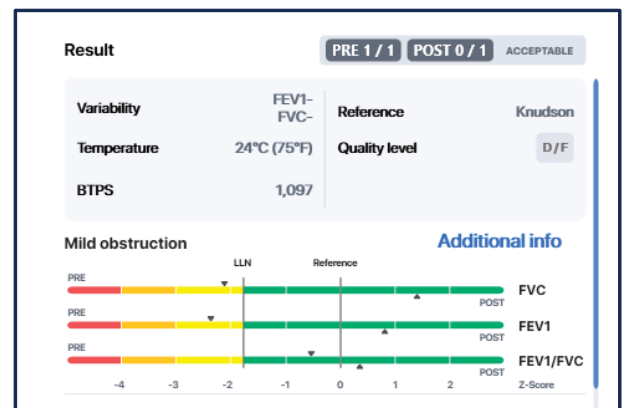 Result PRE 1 / 1 POST 0 / 1 ACCEPTABLE
Variability FEV1-
FVC-
Reference Knudson
Temperature 24°C (75°F) Quality level D/F
BTPS 1,097
Mild obstruction Additional info
LLN Reference
PRE
FVC
POST
PRE
FEV1
POST
PRE
FEV1/FVC
POST
-4 -3 -2 -1 0 1 2 Z-Score